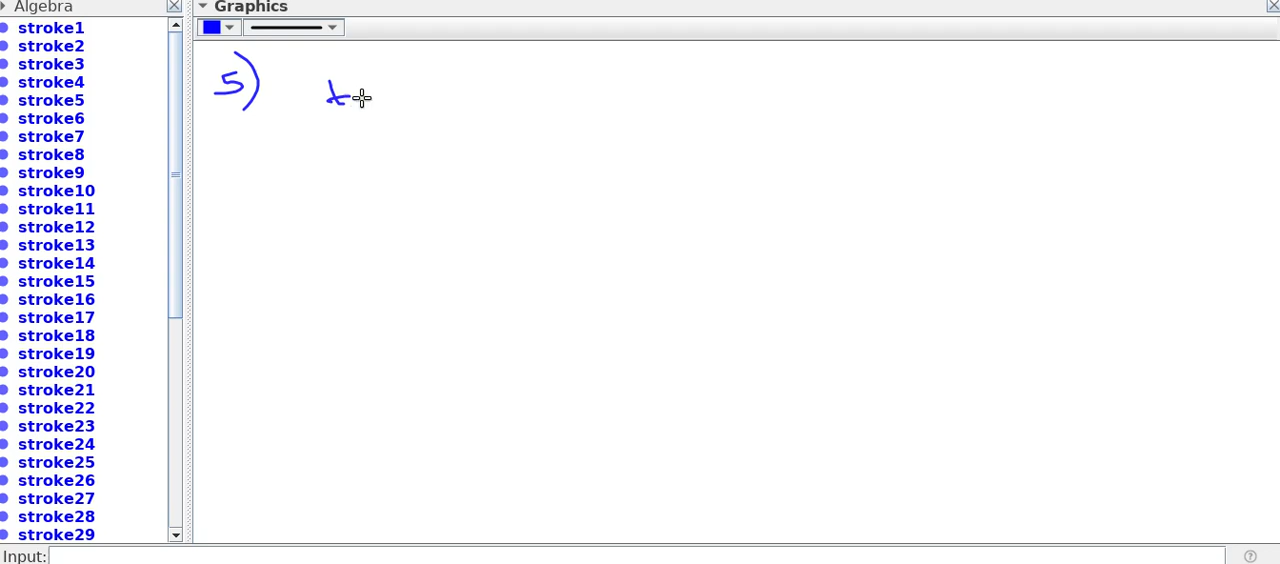 Algebra
Graphics
stroke1
stroke2
stroke3
stroke4
stroke5
stroke6
stroke7
stroke8
stroke9
stroke10
stroke11
stroke12
stroke13
stroke14
stroke15
stroke16
stroke17
stroke18
stroke19
stroke20
stroke21
stroke22
stroke23
stroke24
stroke25
stroke26
stroke27
stroke28
stroke29
5)
Input: